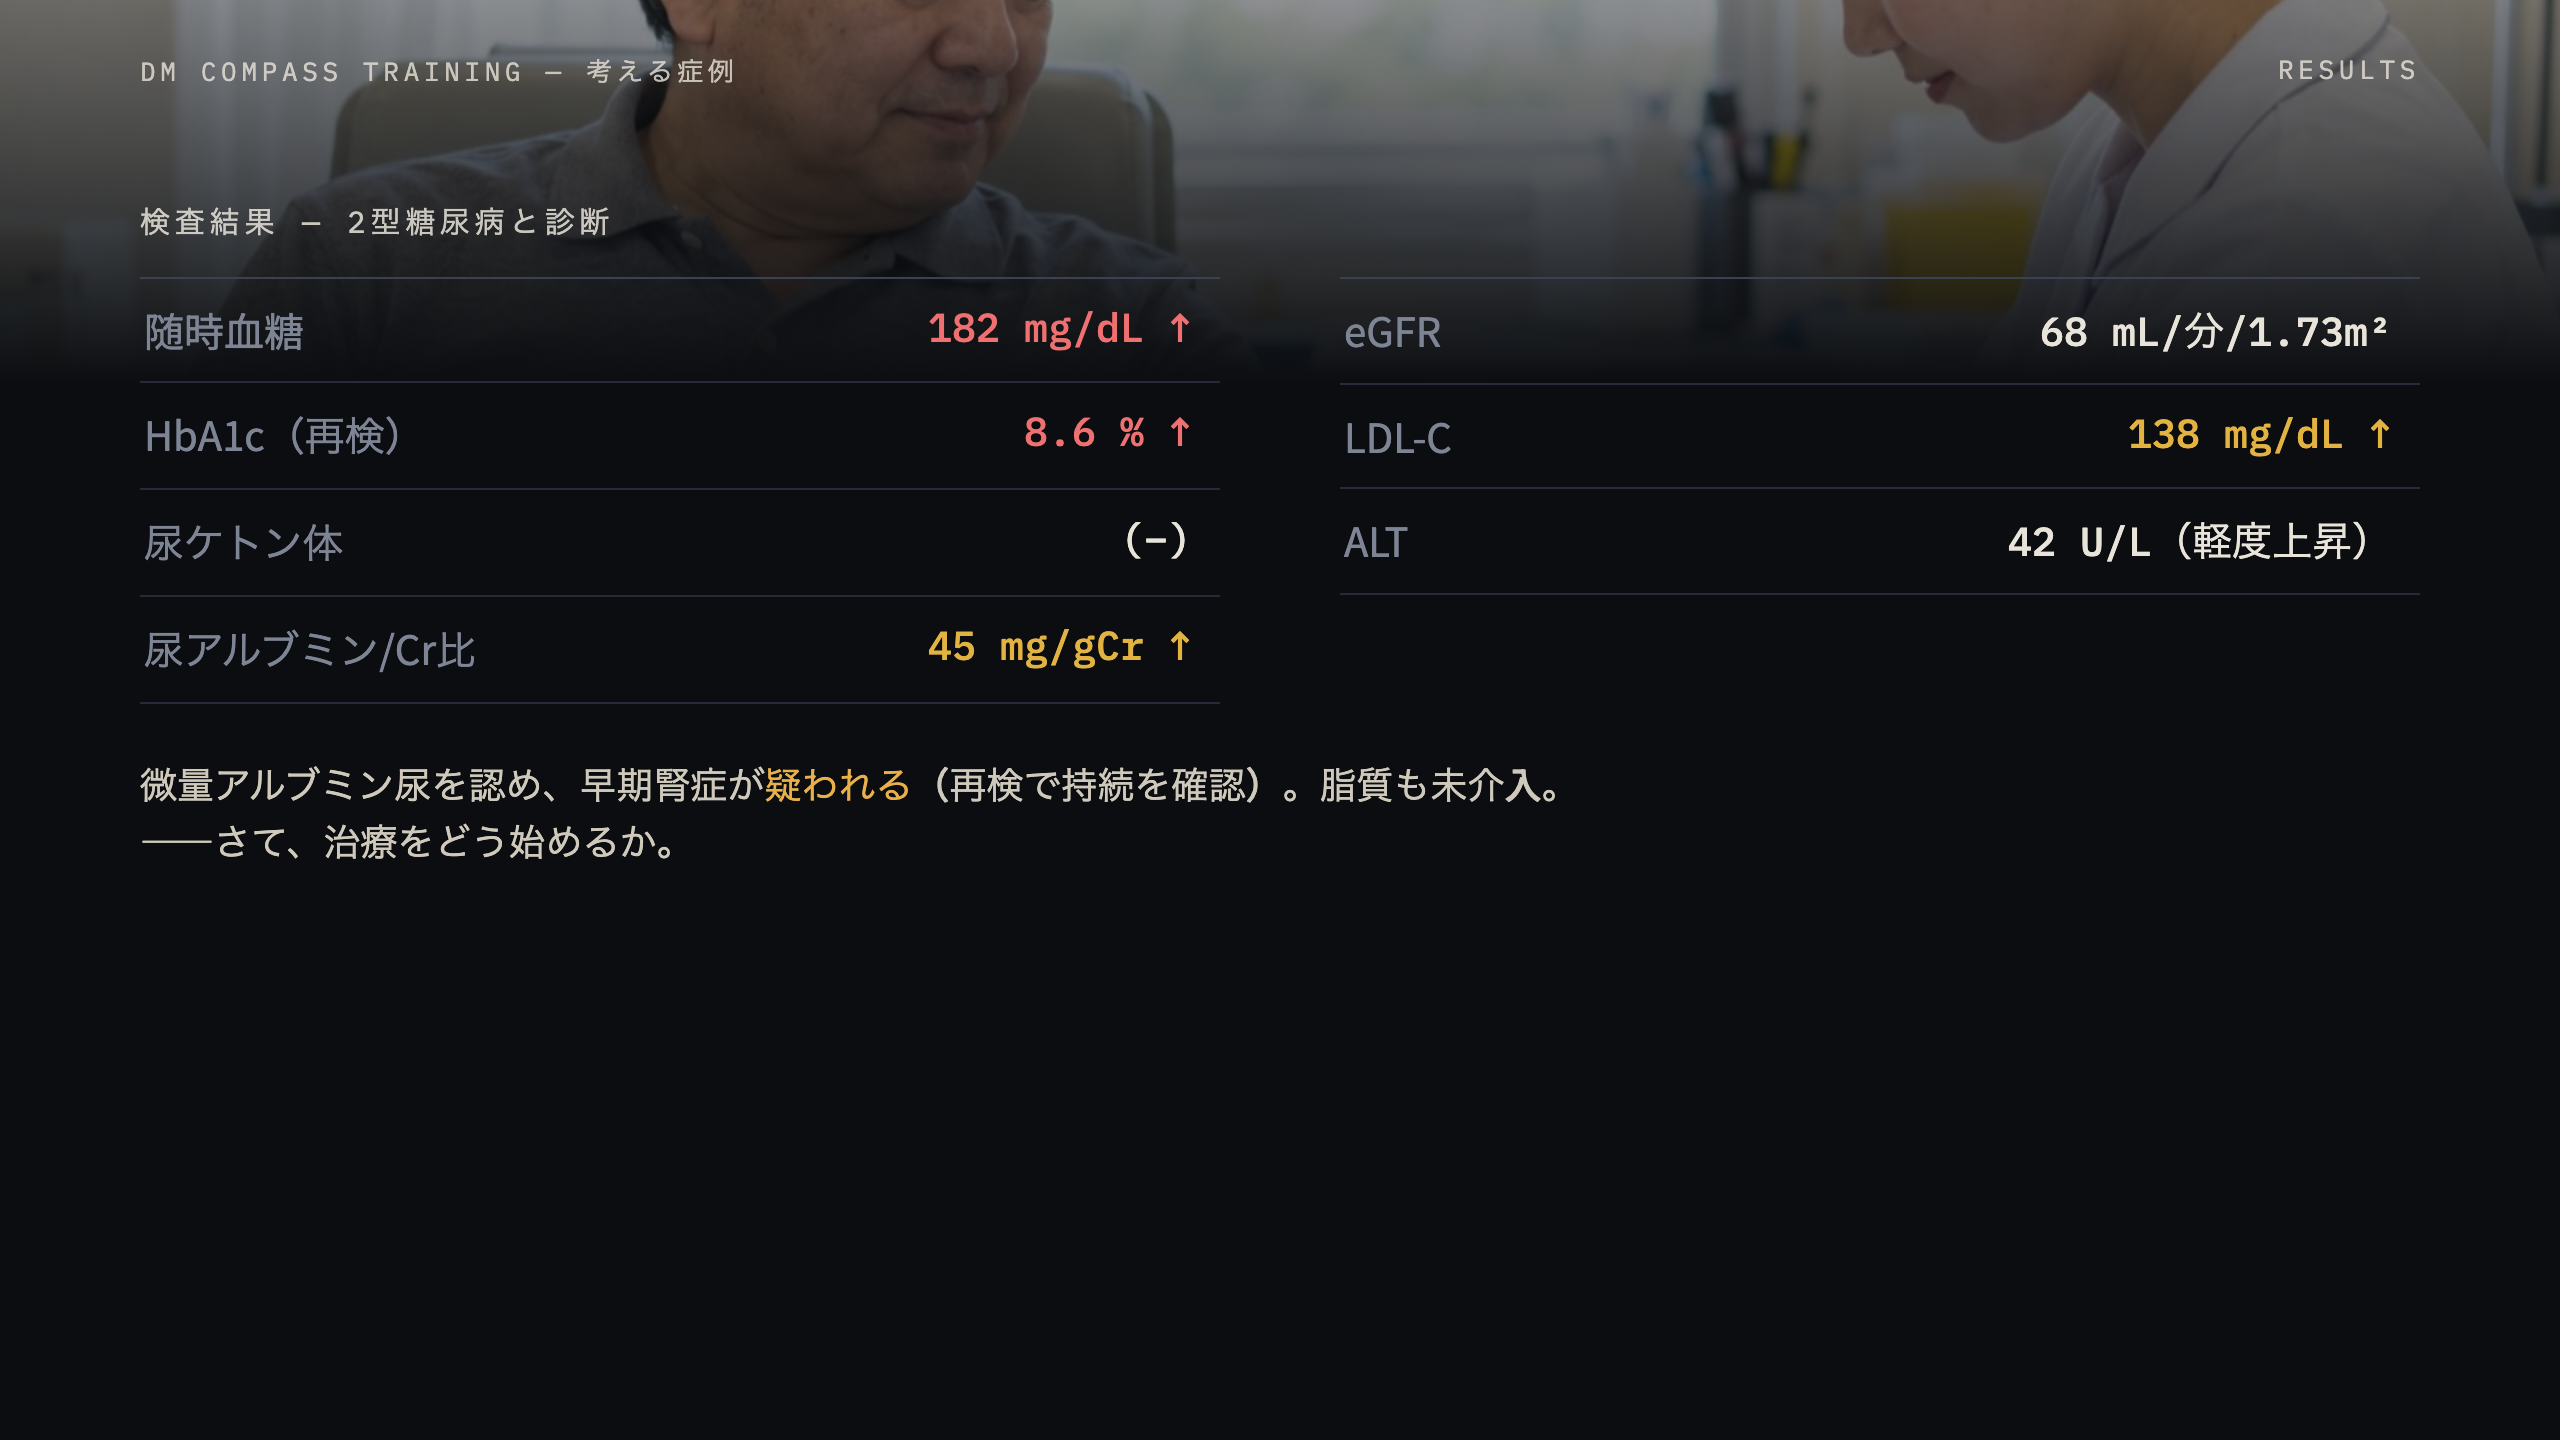 DM COMPASS TRAINING — 考える症例
RESULTS
検査結果 — 2型糖尿病と診断
随時血糖 182 mg/dL ↑
HbA1c（再検） 8.6 % ↑
尿ケトン体 (−)
尿アルブミン/Cr比 45 mg/gCr ↑
eGFR 68 mL/分/1.73m²
LDL-C 138 mg/dL ↑
ALT 42 U/L（軽度上昇）
微量アルブミン尿を認め、早期腎症が疑われる（再検で持続を確認）。脂質も未介入。
――さて、治療をどう始めるか。